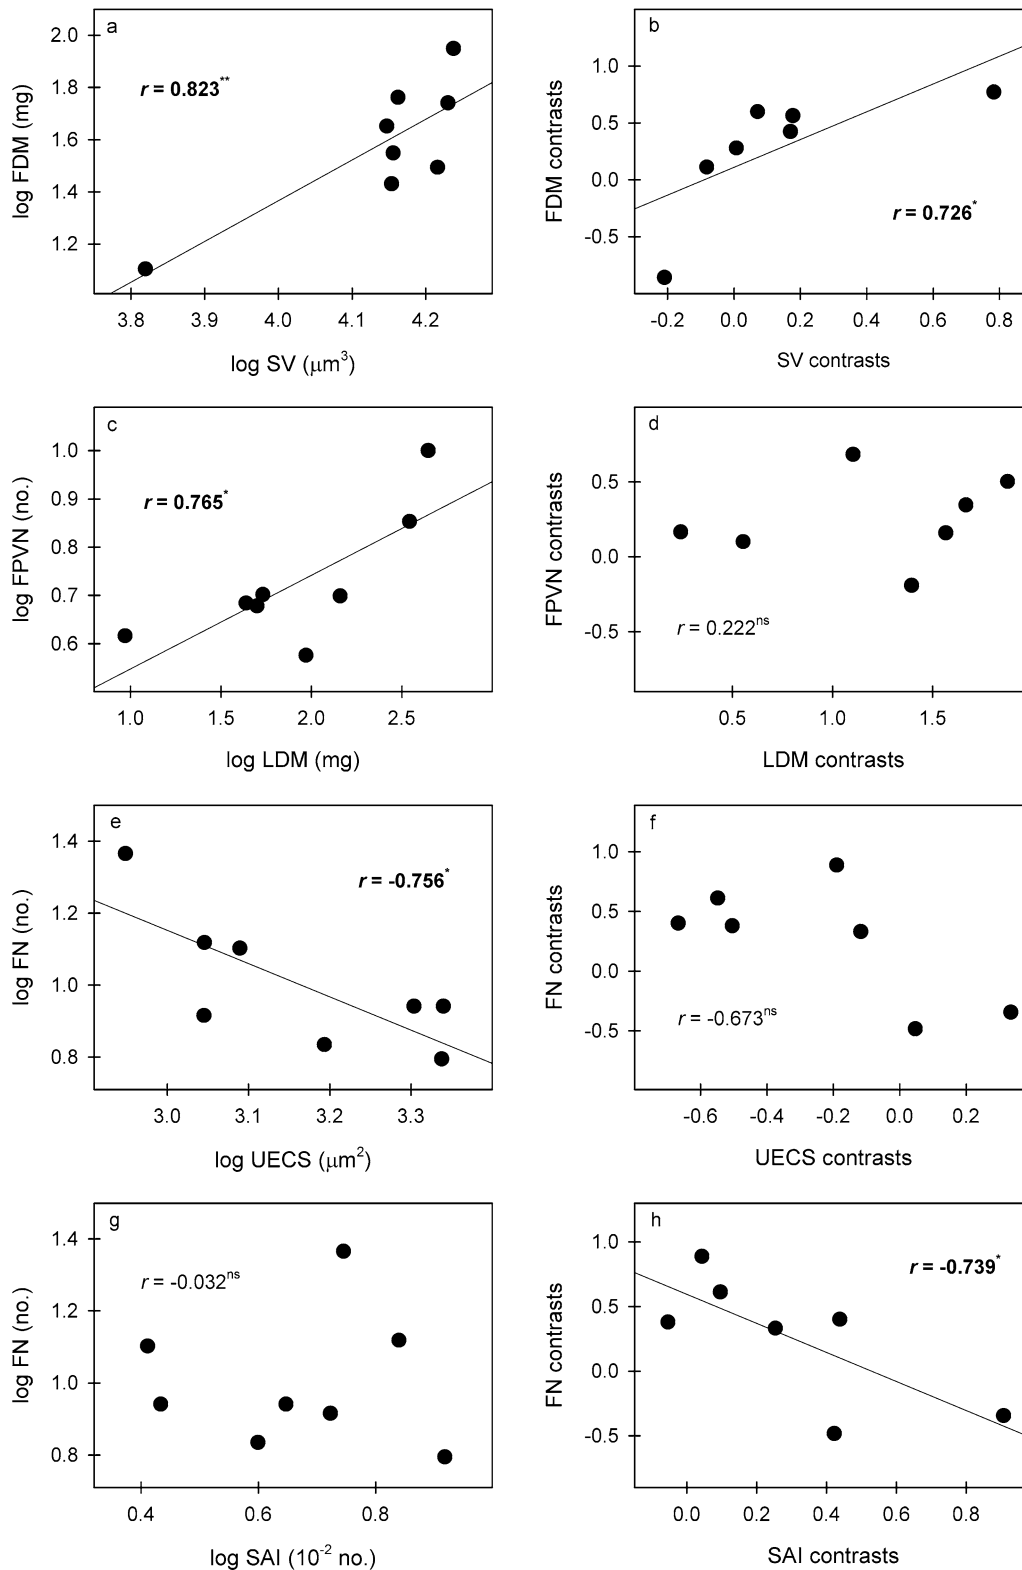 a
r = 0.823**
log FDM (mg)
2.0
1.8
1.6
1.4
1.2
3.8 3.9 4.0 4.1 4.2
log SV (μm³)
b
r = 0.726*
FDM contrasts
1.0
0.5
0.0
-0.5
-0.2 0.0 0.2 0.4 0.6 0.8
SV contrasts
c
r = 0.765*
log FPVN (no.)
1.0
0.9
0.8
0.7
0.6
1.0 1.5 2.0 2.5
log LDM (mg)
d
r = 0.222ns
FPVN contrasts
0.5
0.0
-0.5
0.5 1.0 1.5
LDM contrasts
e
r = -0.756*
log FN (no.)
1.4
1.2
1.0
0.8
3.0 3.1 3.2 3.3
log UECS (μm²)
f
r = -0.673ns
FN contrasts
1.0
0.5
0.0
-0.5
-0.6 -0.4 -0.2 0.0 0.2
UECS contrasts
g
r = -0.032ns
log FN (no.)
1.4
1.2
1.0
0.8
0.4 0.6 0.8
log SAI (10⁻² no.)
h
r = -0.739*
FN contrasts
1.0
0.5
0.0
-0.5
0.0 0.2 0.4 0.6 0.8
SAI contrasts